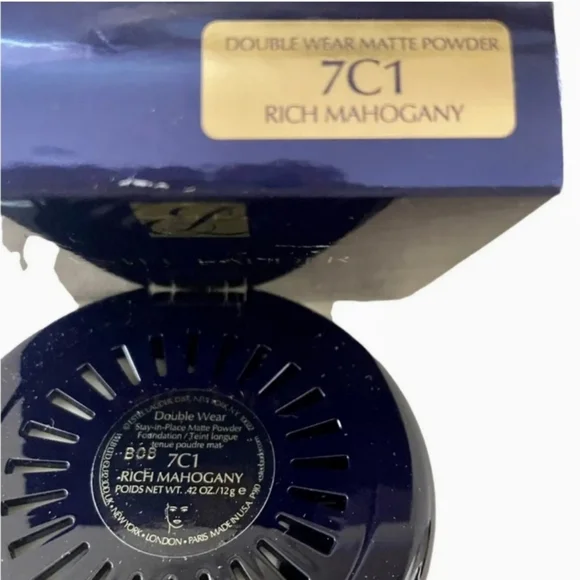 DOUBLE WEAR MATTE POWDER
7C1
RICH MAHOGANY
Double Wear
Stay-in-Place Matte Powder
Foundation / Teint longue
tenue poudre mat
B08
7C1
RICH MAHOGANY
POIDS NET WT. .42 OZ./12g e
NEW YORK • LONDON • PARIS MADE IN U.S.A.